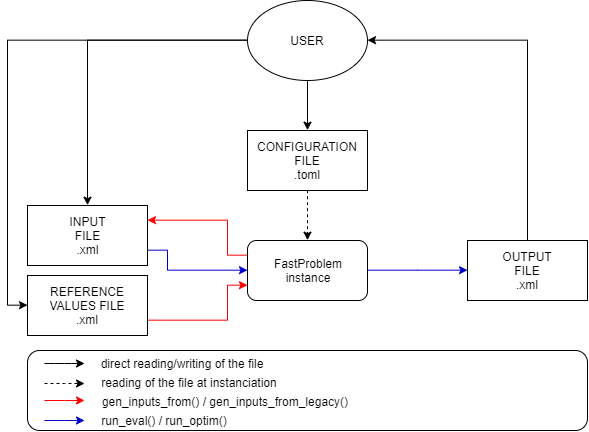 USER
CONFIGURATION
FILE
.toml
INPUT
FILE
.xml
FastProblem
instance
OUTPUT
FILE
.xml
REFERENCE
VALUES FILE
.xml
direct reading/writing of the file
reading of the file at instanciation
gen_inputs_from() / gen_inputs_from_legacy()
run_eval() / run_optim()